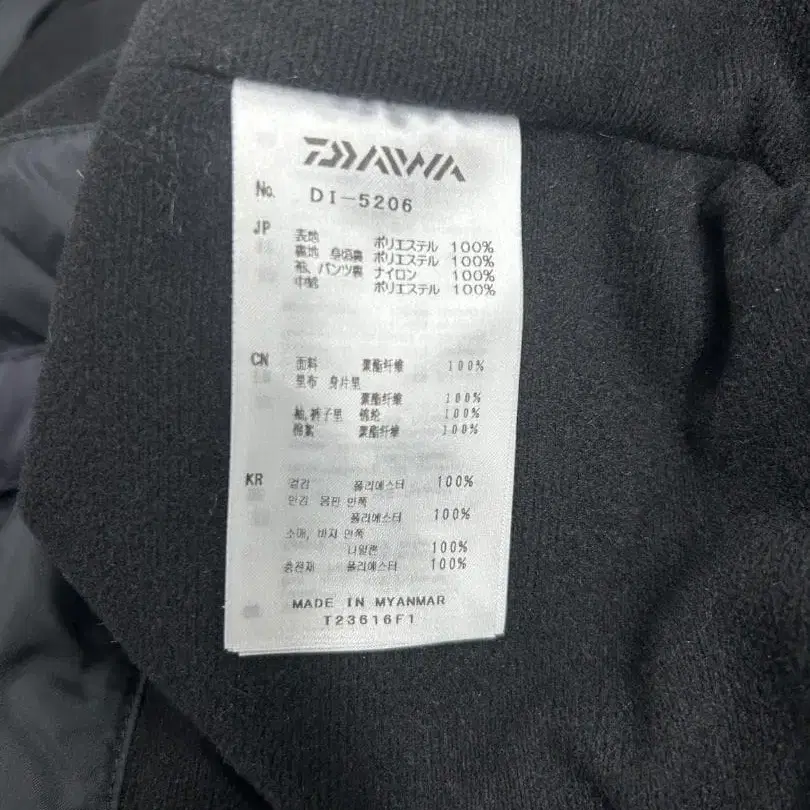 DAIWA
No. DI-5206
JP 表地 ポリエステル 100%
裏地 身頃裏 ポリエステル 100%
袖、パンツ裏 ナイロン 100%
中綿 ポリエステル 100%
CN 面料 聚酯纤维 100%
里布 身片里
聚酯纤维 100%
袖,裤子里 锦纶 100%
棉絮 聚酯纤维 100%
KR 겉감 폴리에스터 100%
안감 몸판 안쪽
폴리에스터 100%
소매, 바지 안쪽
나일론 100%
충전재 폴리에스터 100%
MADE IN MYANMAR
T23616F1